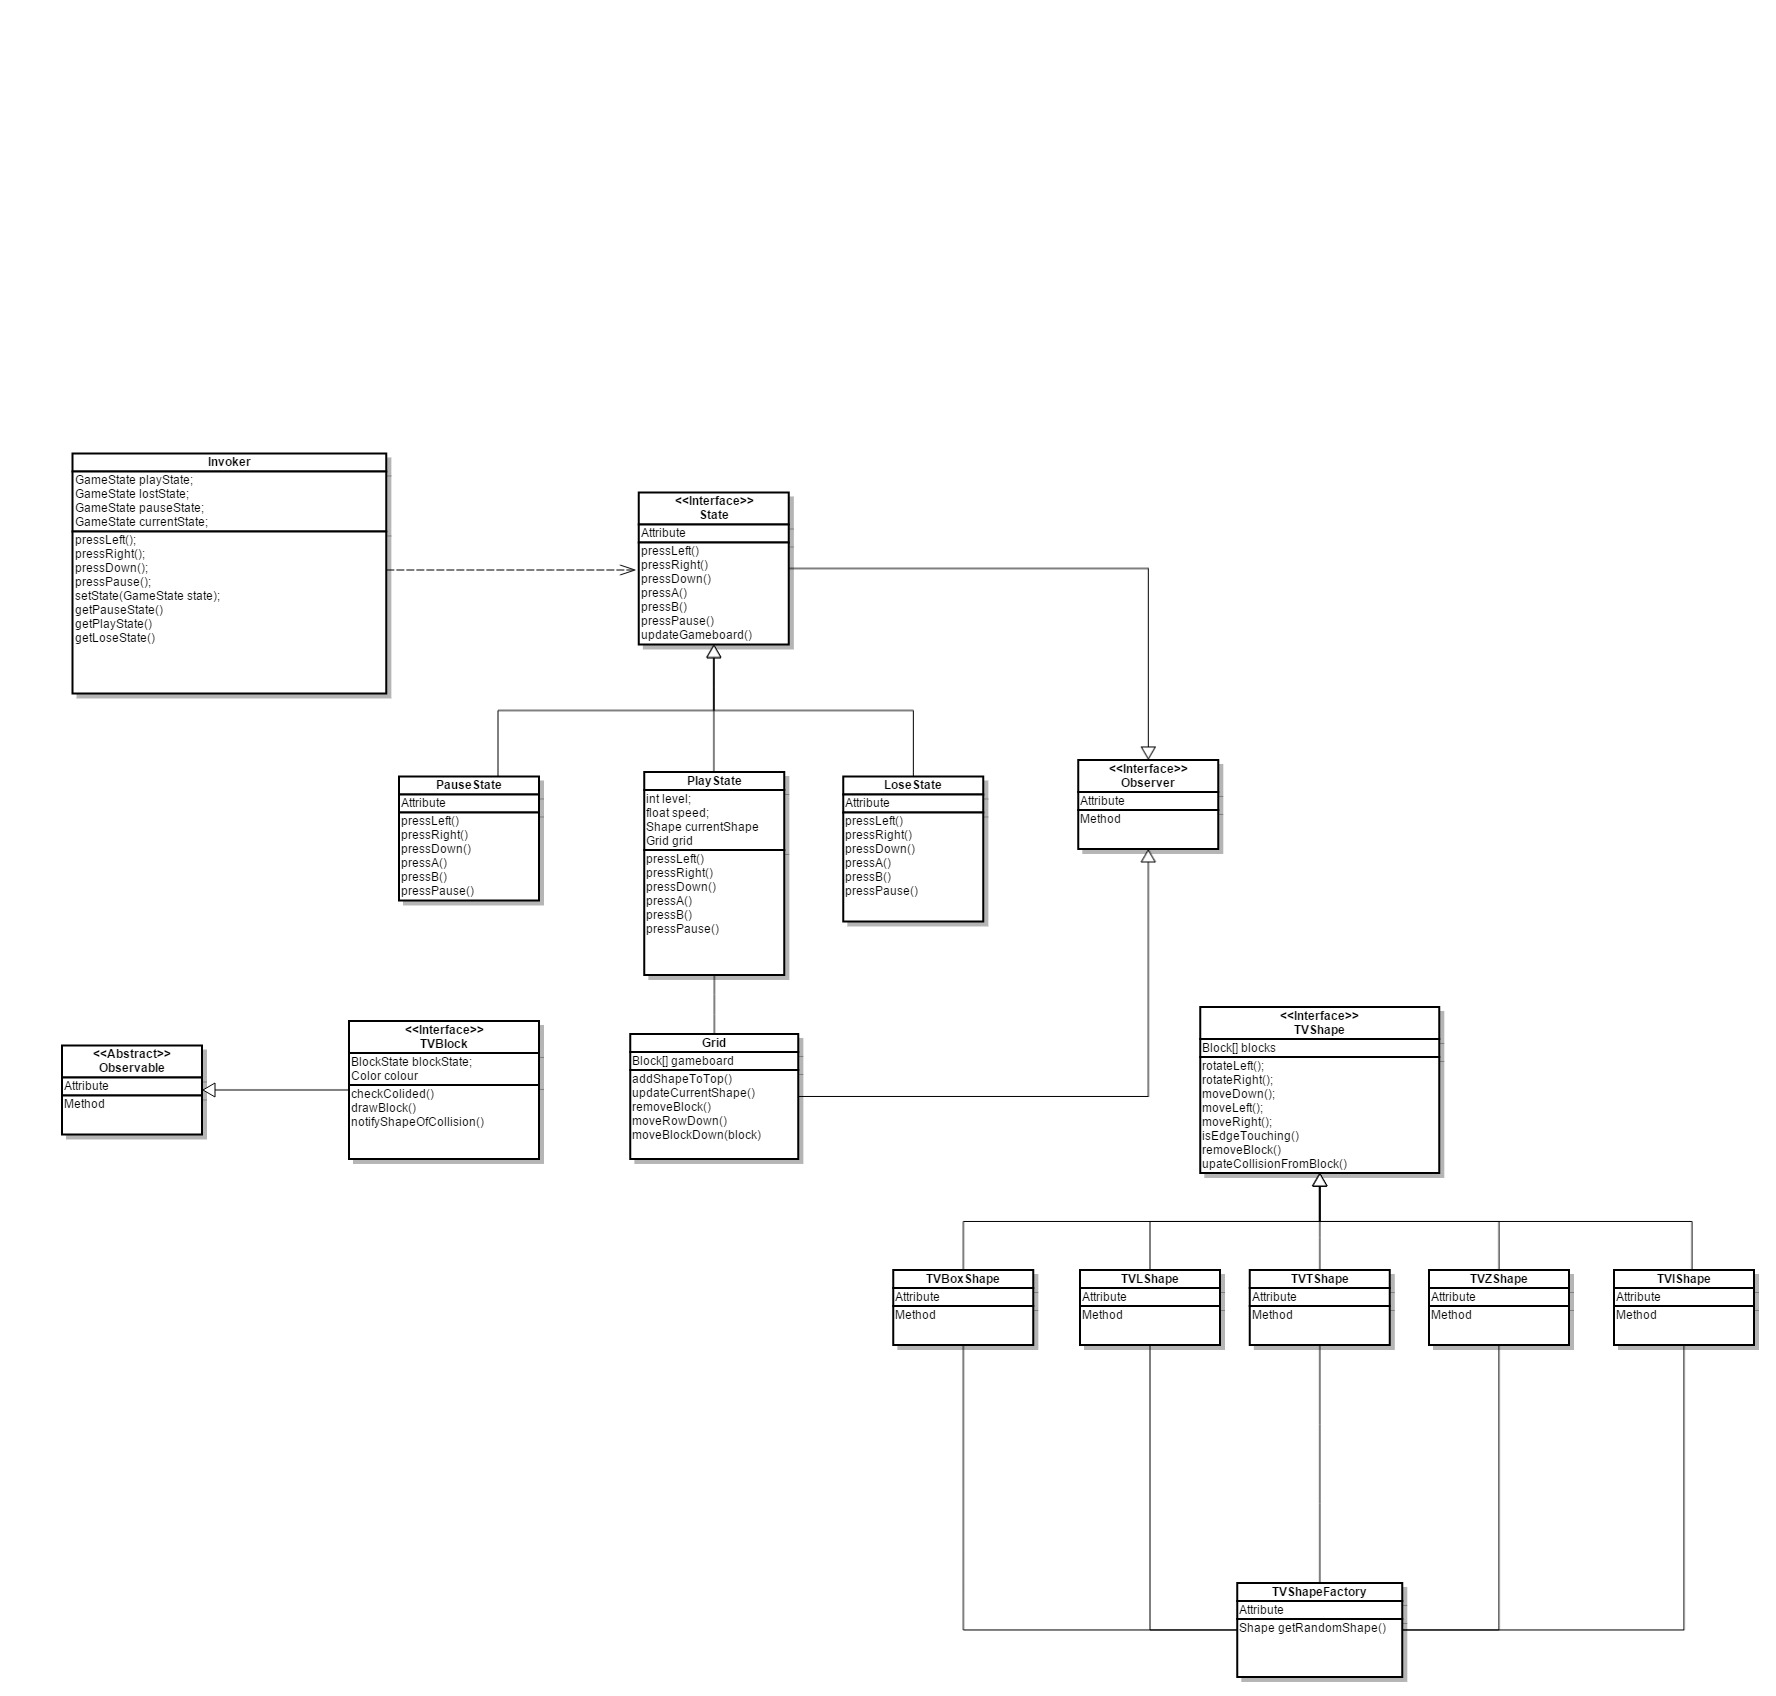 Invoker
GameState playState;
GameState lostState;
GameState pauseState;
GameState currentState;
pressLeft();
pressRight();
pressDown();
pressPause();
setState(GameState state);
getPauseState()
getPlayState()
getLoseState()
<<Interface>>
State
Attribute
pressLeft()
pressRight()
pressDown()
pressA()
pressB()
pressPause()
updateGameboard()
PauseState
Attribute
pressLeft()
pressRight()
pressDown()
pressA()
pressB()
pressPause()
PlayState
int level;
float speed;
Shape currentShape
Grid grid
pressLeft()
pressRight()
pressDown()
pressA()
pressB()
pressPause()
LoseState
Attribute
pressLeft()
pressRight()
pressDown()
pressA()
pressB()
pressPause()
<<Interface>>
Observer
Attribute
Method
<<Abstract>>
Observable
Attribute
Method
<<Interface>>
TVBlock
BlockState blockState;
Color colour
checkColided()
drawBlock()
notifyShapeOfCollision()
Grid
Block[] gameboard
addShapeToTop()
updateCurrentShape()
removeBlock()
moveRowDown()
moveBlockDown(block)
<<Interface>>
TVShape
Block[] blocks
rotateLeft();
rotateRight();
moveDown();
moveLeft();
moveRight();
isEdgeTouching()
removeBlock()
upateCollisionFromBlock()
TVBoxShape
Attribute
Method
TVLShape
Attribute
Method
TVTShape
Attribute
Method
TVZShape
Attribute
Method
TVIShape
Attribute
Method
TVShapeFactory
Attribute
Shape getRandomShape()